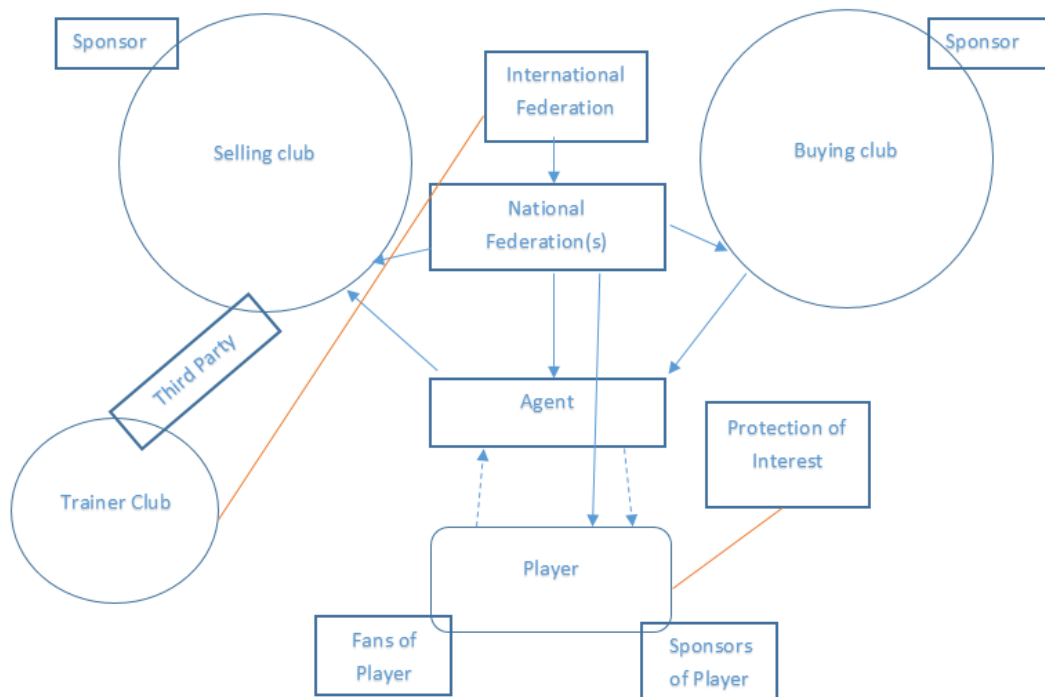 Sponsor
Sponsor
International
Federation
Selling club
Buying club
National
Federation(s)
Third Party
Agent
Protection of
Interest
Trainer Club
Player
Fans of
Player
Sponsors
of Player